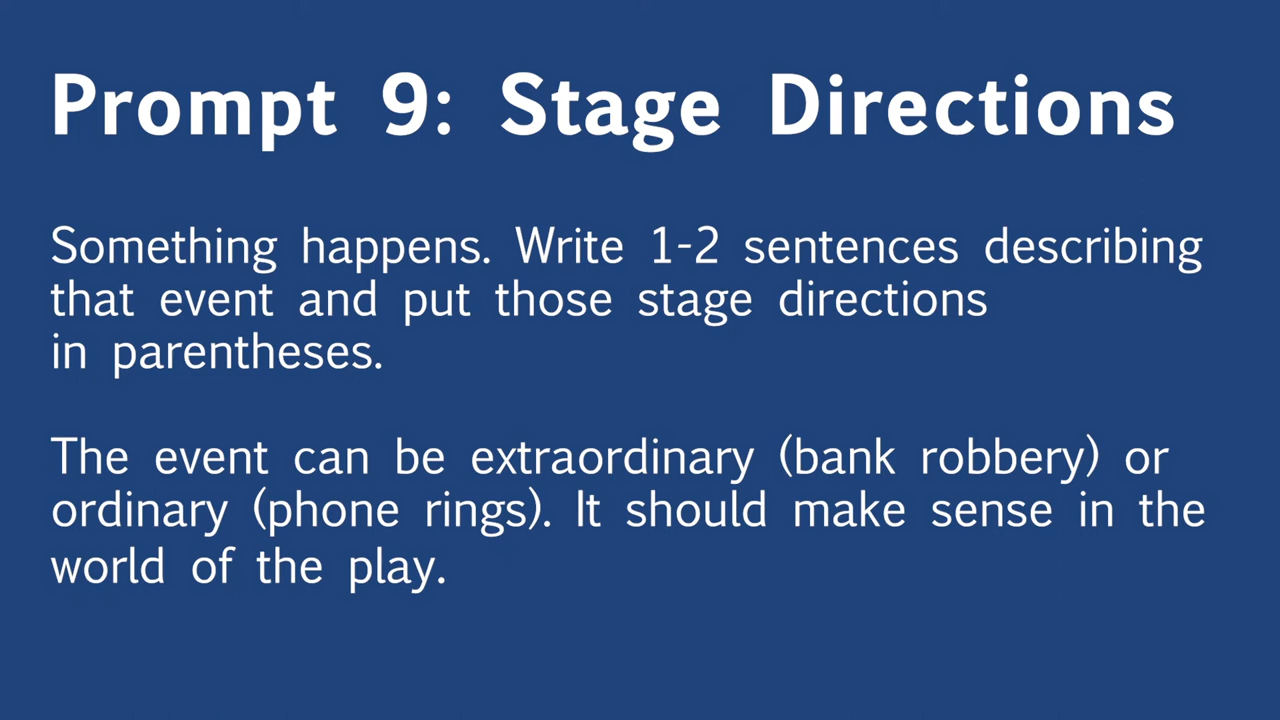 Prompt 9: Stage Directions
Something happens. Write 1-2 sentences describing
that event and put those stage directions
in parentheses.
The event can be extraordinary (bank robbery) or
ordinary (phone rings). It should make sense in the
world of the play.